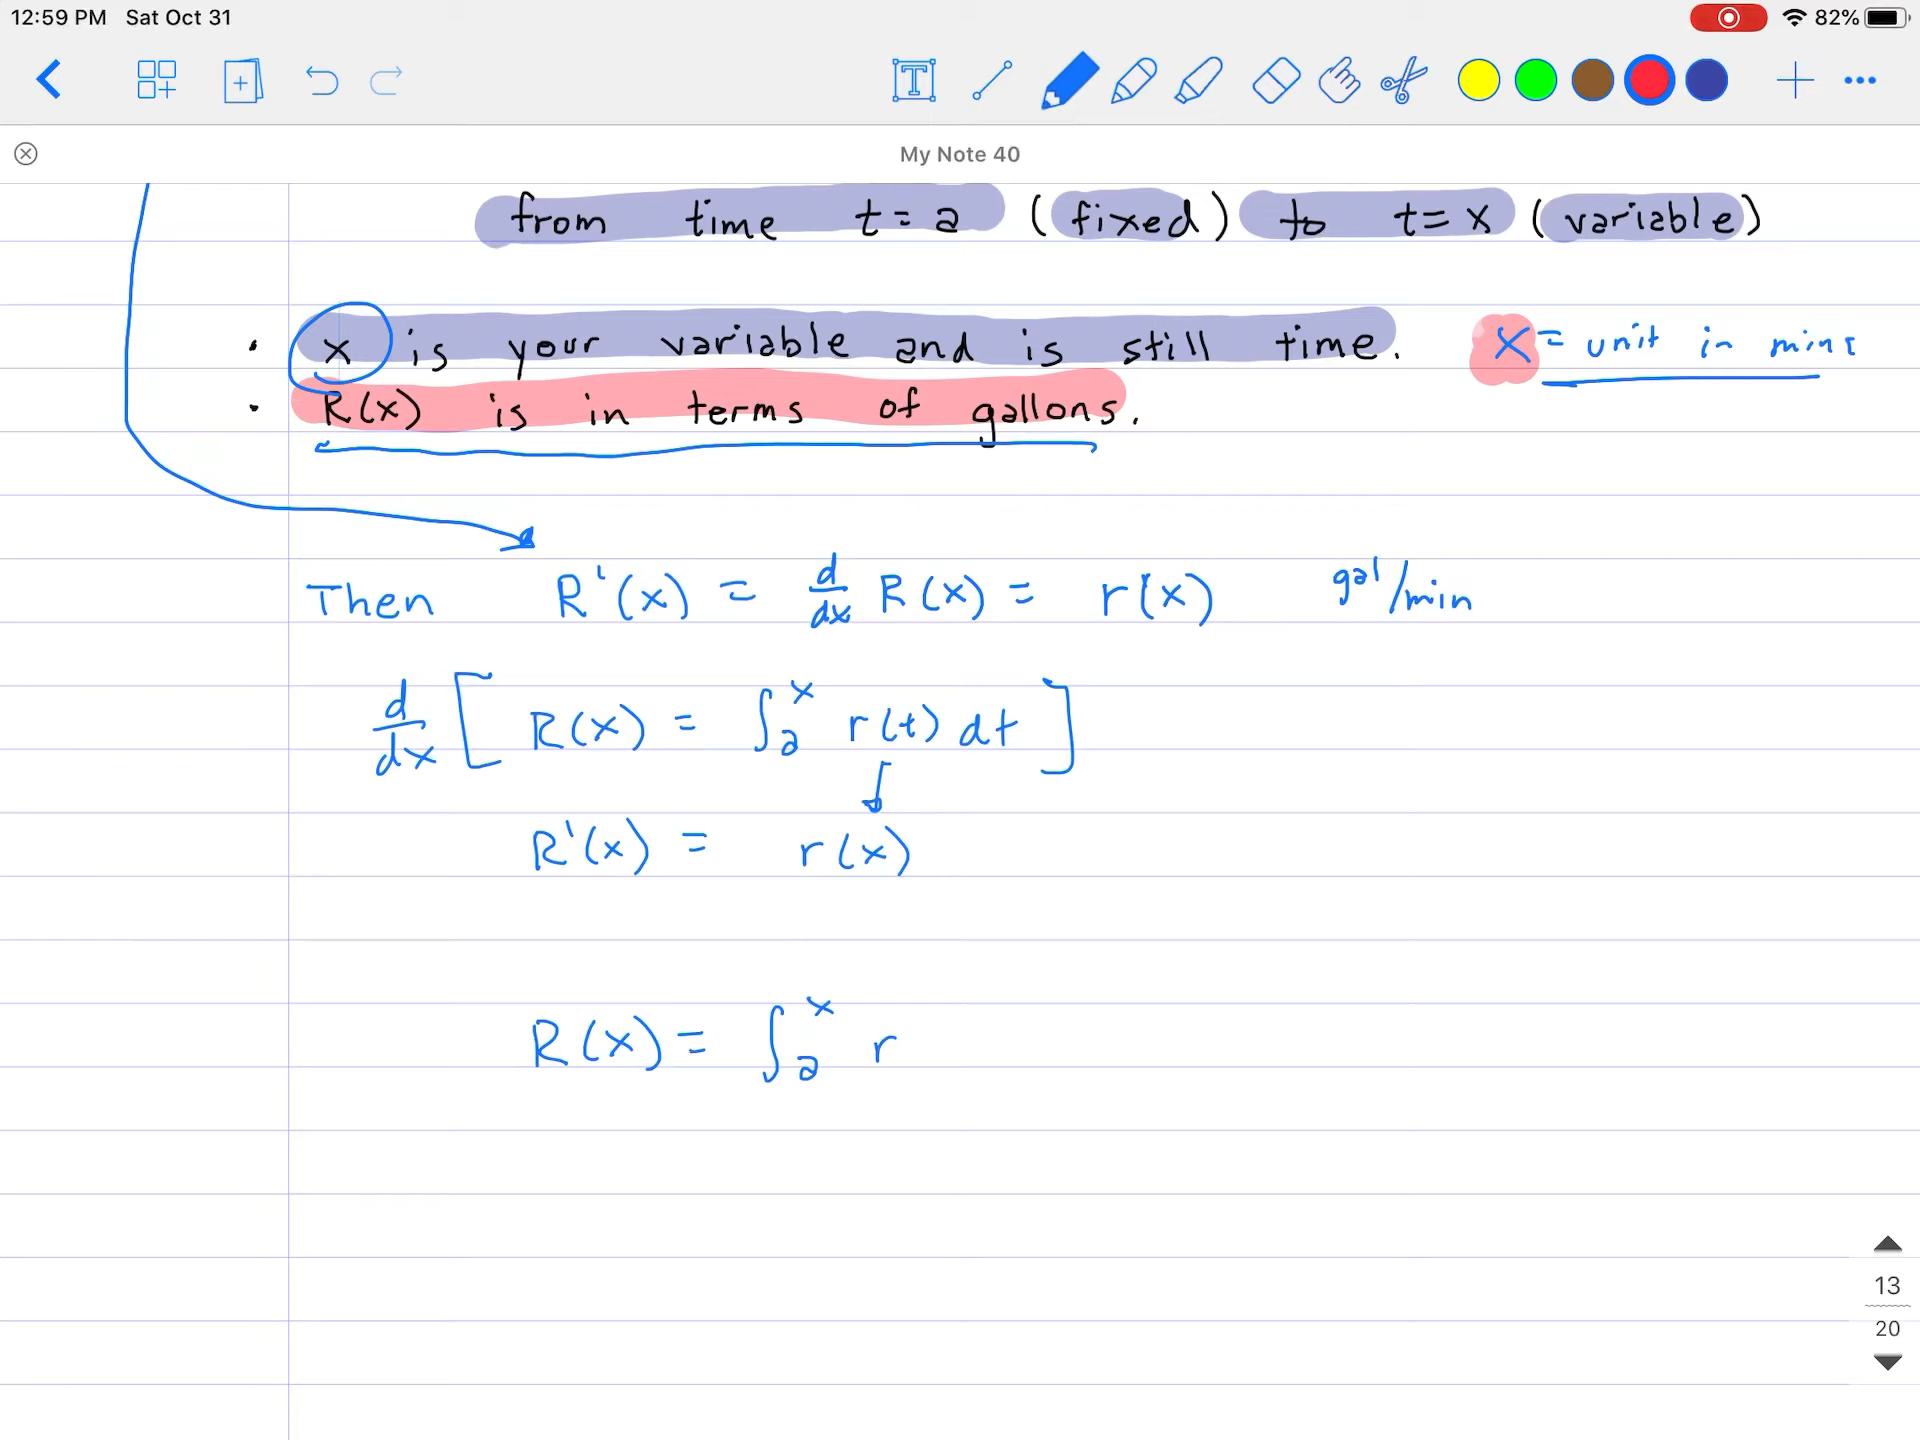 12:59 PM Sat Oct 31 82%
My Note 40
from time t = a (fixed) to t = x (variable)
· x is your variable and is still time. x = unit in mins
· R(x) is in terms of gallons.
Then R'(x) = d/dx R(x) = r(x) gal/min
d/dx [ R(x) = ∫_a^x r(t) dt ]
R'(x) = r(x)
R(x) = ∫_a^x r
13
20